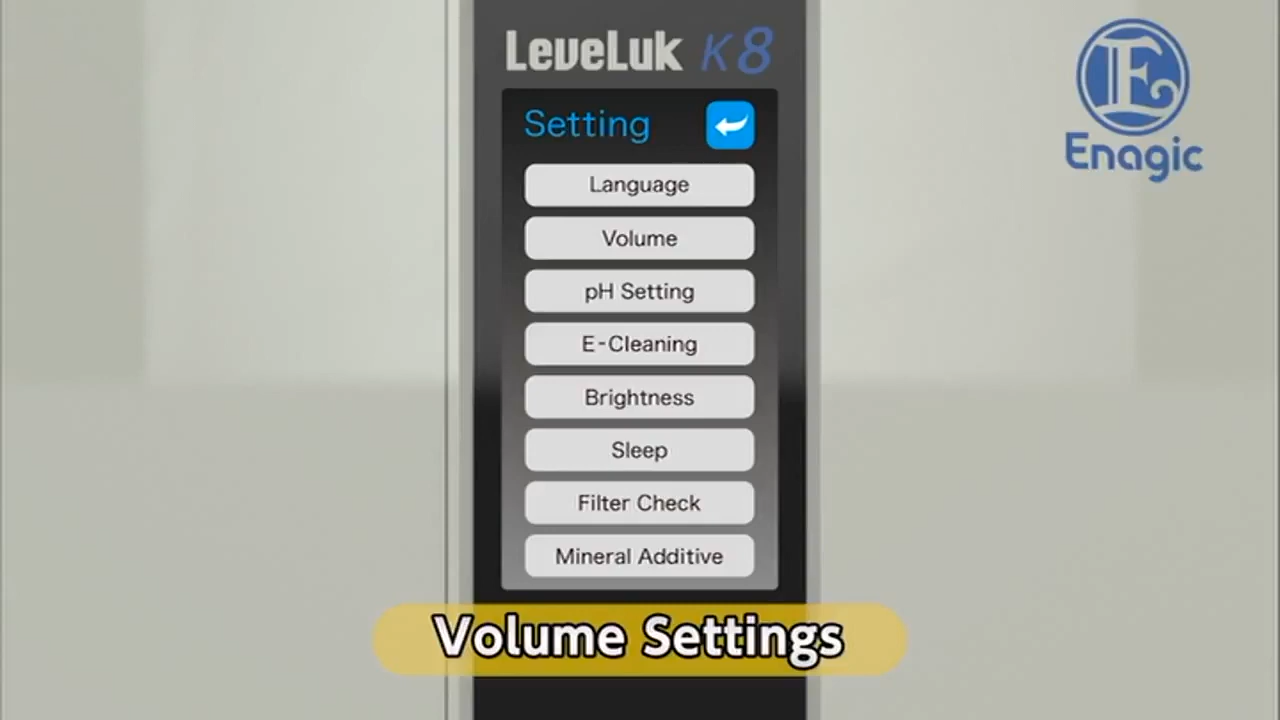 LeveLuk K8
Setting
Language
Volume
pH Setting
E-Cleaning
Brightness
Sleep
Filter Check
Mineral Additive
Volume Settings
E
Enagic